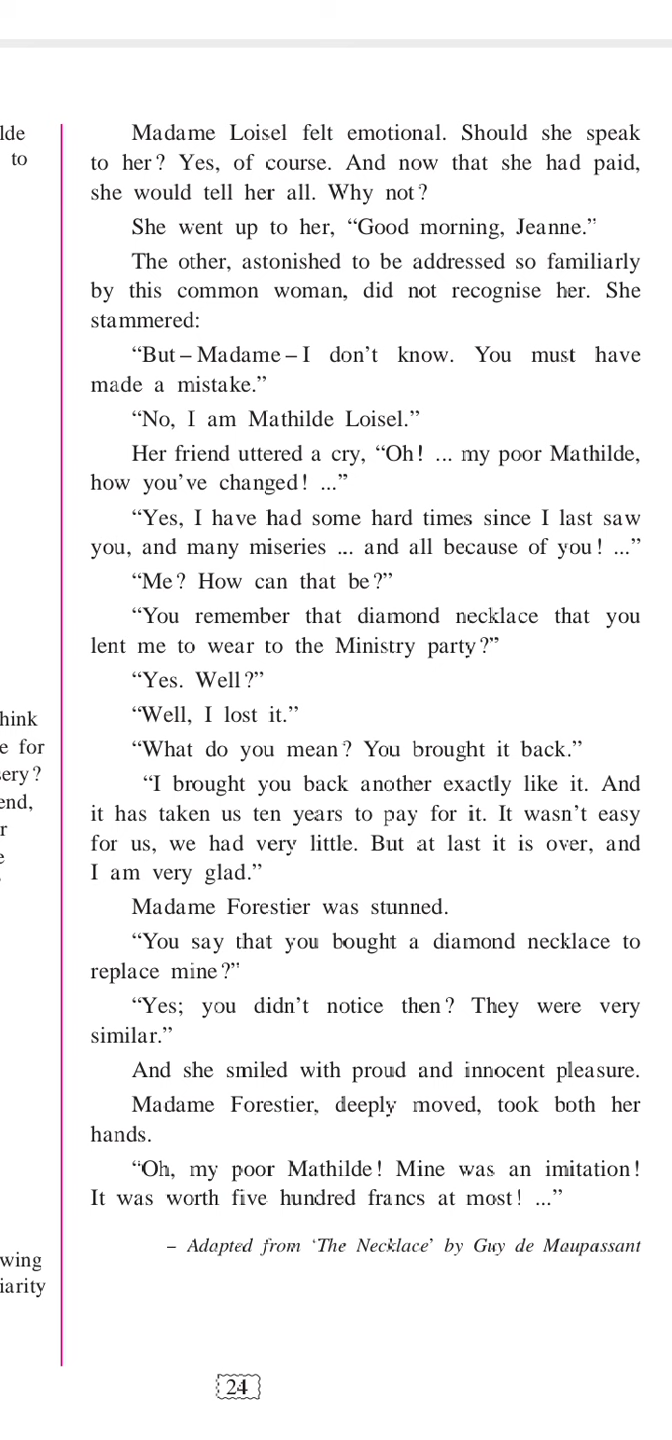 lde
to
Madame Loisel felt emotional. Should she speak
to her? Yes, of course. And now that she had paid,
she would tell her all. Why not?
She went up to her, “Good morning, Jeanne.”
The other, astonished to be addressed so familiarly
by this common woman, did not recognise her. She
stammered:
“But – Madame – I don’t know. You must have
made a mistake.”
“No, I am Mathilde Loisel.”
Her friend uttered a cry, “Oh! ... my poor Mathilde,
how you’ve changed! ...”
“Yes, I have had some hard times since I last saw
you, and many miseries ... and all because of you! ...”
“Me? How can that be?”
“You remember that diamond necklace that you
lent me to wear to the Ministry party?”
“Yes. Well?”
“Well, I lost it.”
“What do you mean? You brought it back.”
“I brought you back another exactly like it. And
it has taken us ten years to pay for it. It wasn’t easy
for us, we had very little. But at last it is over, and
I am very glad.”
Madame Forestier was stunned.
“You say that you bought a diamond necklace to
replace mine?”
“Yes; you didn’t notice then? They were very
similar.”
And she smiled with proud and innocent pleasure.
Madame Forestier, deeply moved, took both her
hands.
“Oh, my poor Mathilde! Mine was an imitation!
It was worth five hundred francs at most! ...”
– Adapted from ‘The Necklace’ by Guy de Maupassant
hink
e for
sery?
end,
r
e
wing
iarity
24